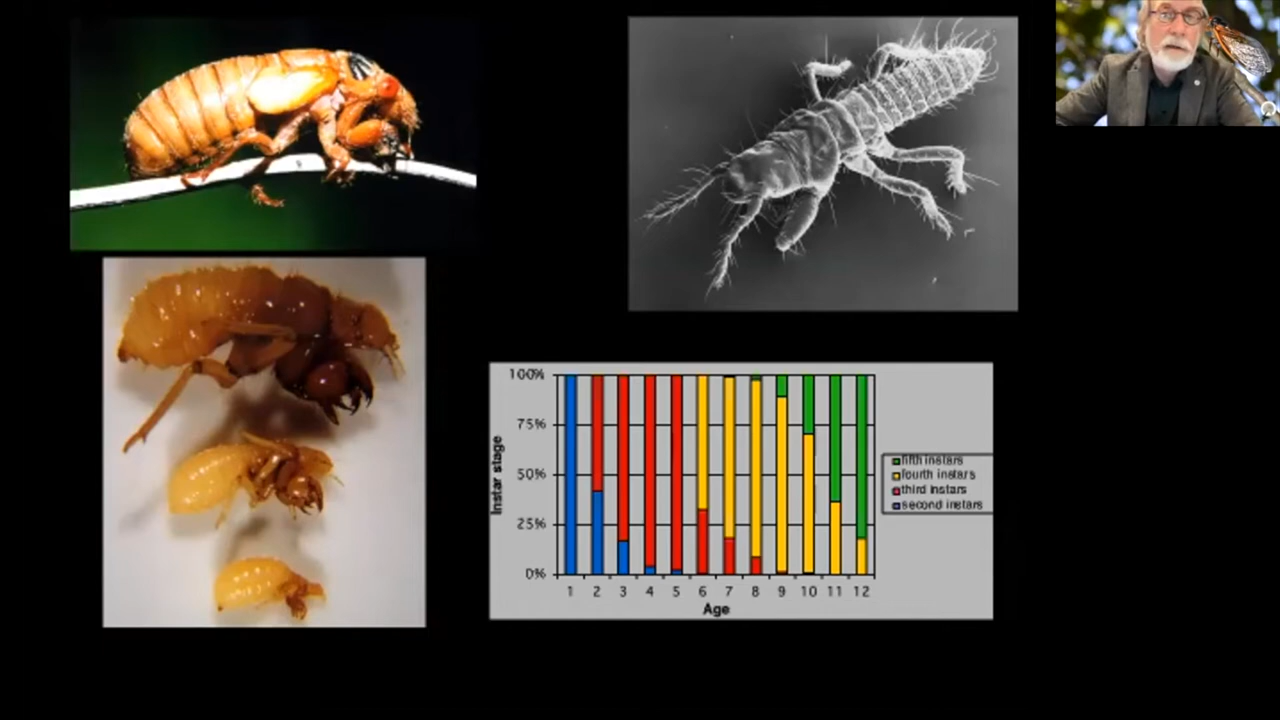 100%
75%
50%
25%
0%
Instar stage
1 2 3 4 5 6 7 8 9 10 11 12
Age
fifth instars
fourth instars
third instars
second instars